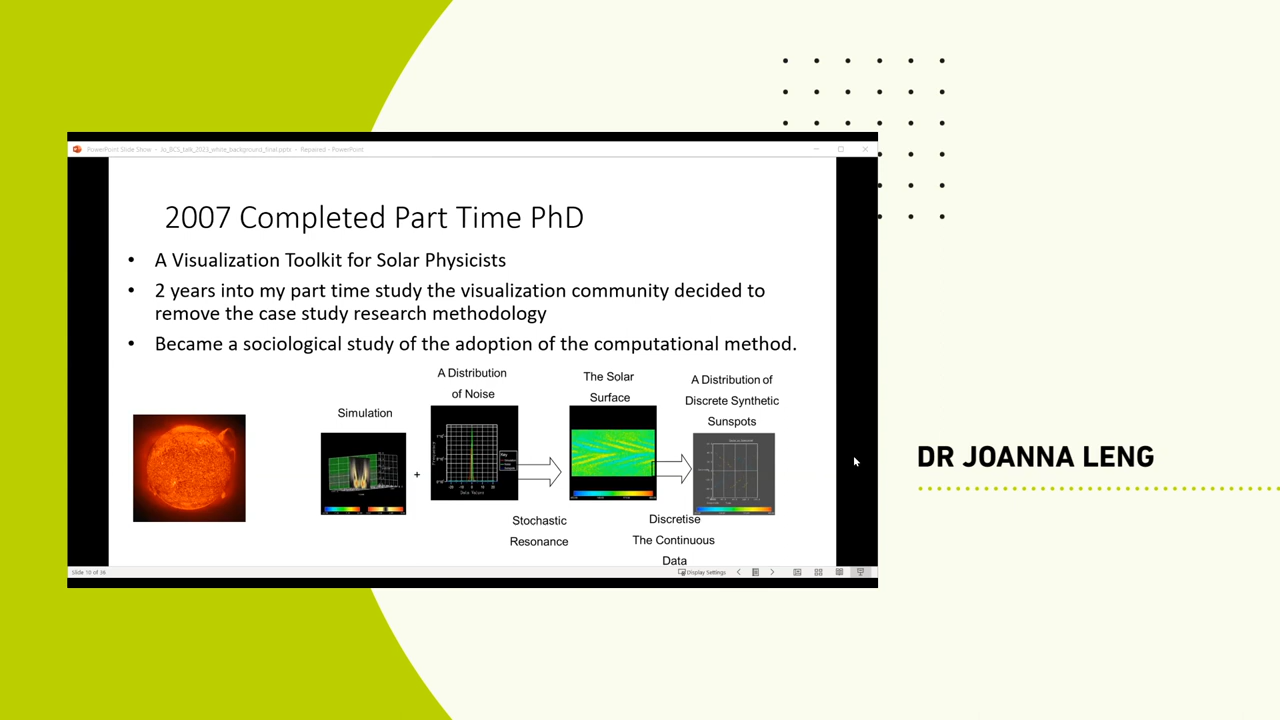 PowerPoint Slide Show - Jo_BCS_talk_2023_white_background_final.pptx - Repaired - PowerPoint
2007 Completed Part Time PhD
• A Visualization Toolkit for Solar Physicists
• 2 years into my part time study the visualization community decided to
remove the case study research methodology
• Became a sociological study of the adoption of the computational method.
A Distribution
of Noise
The Solar
Surface
A Distribution of
Discrete Synthetic
Sunspots
Simulation
+
Stochastic
Resonance
Discretise
The Continuous
Data
Slide 10 of 36
Display Settings
DR JOANNA LENG